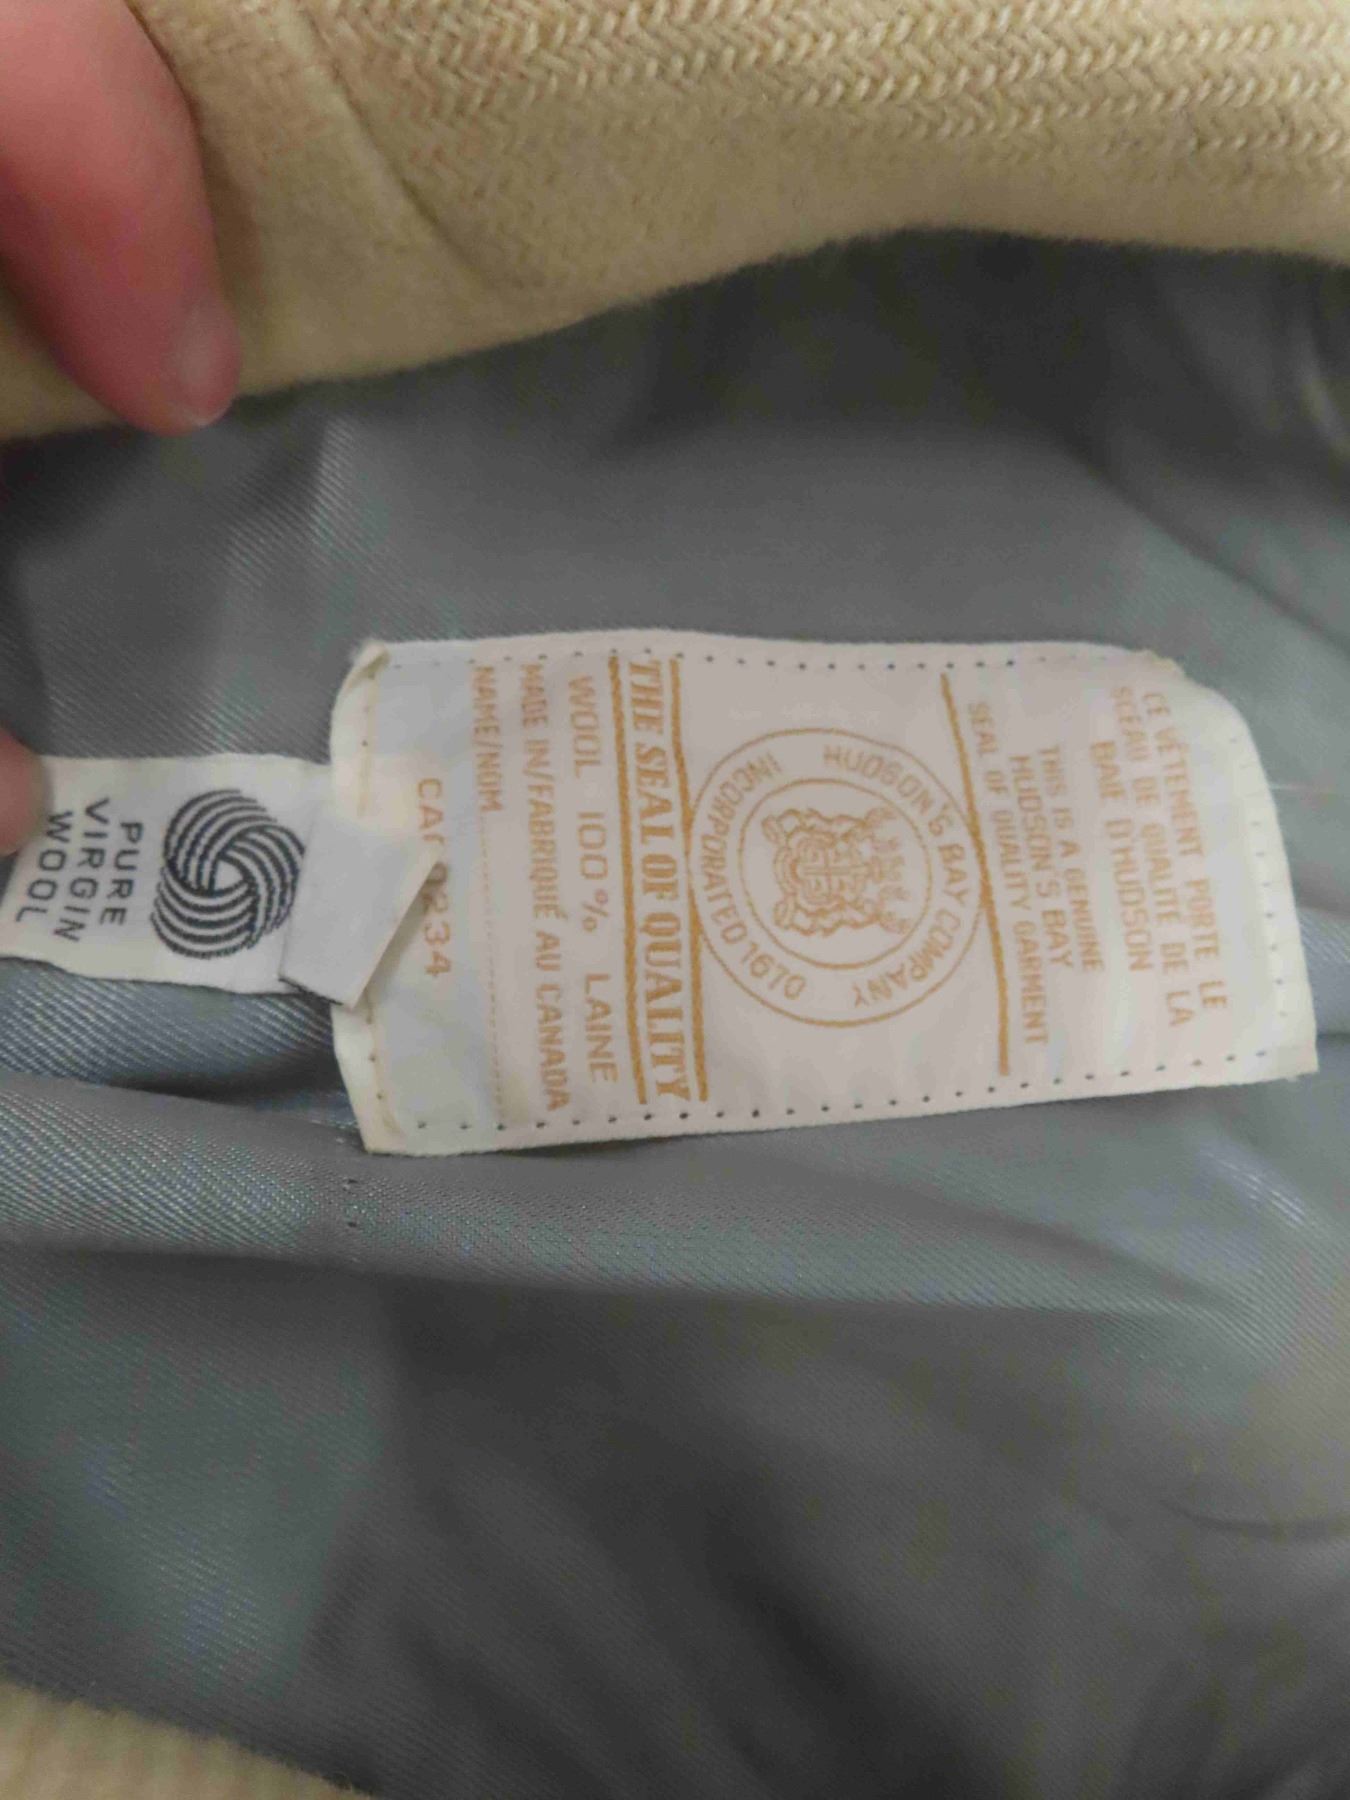 CE VÊTEMENT PORTE LE
SCEAU DE QUALITÉ DE LA
BAIE D'HUDSON
THIS IS A GENUINE
HUDSON'S BAY
SEAL OF QUALITY GARMENT
HUDSON'S BAY COMPANY
INCORPORATED 1670
THE SEAL OF QUALITY
WOOL 100% LAINE
MADE IN/FABRIQUÉ AU CANADA
NAME/NOM
PURE
VIRGIN
WOOL